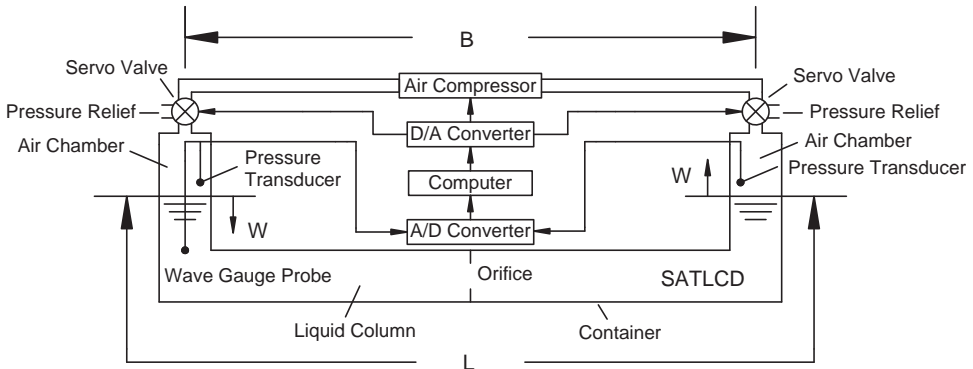 B
Servo Valve
Air Compressor
Servo Valve
Pressure Relief
Pressure Relief
D/A Converter
Air Chamber
Air Chamber
Pressure
Transducer
Pressure Transducer
Computer
W
W
A/D Converter
Wave Gauge Probe
Orifice
SATLCD
Liquid Column
Container
L